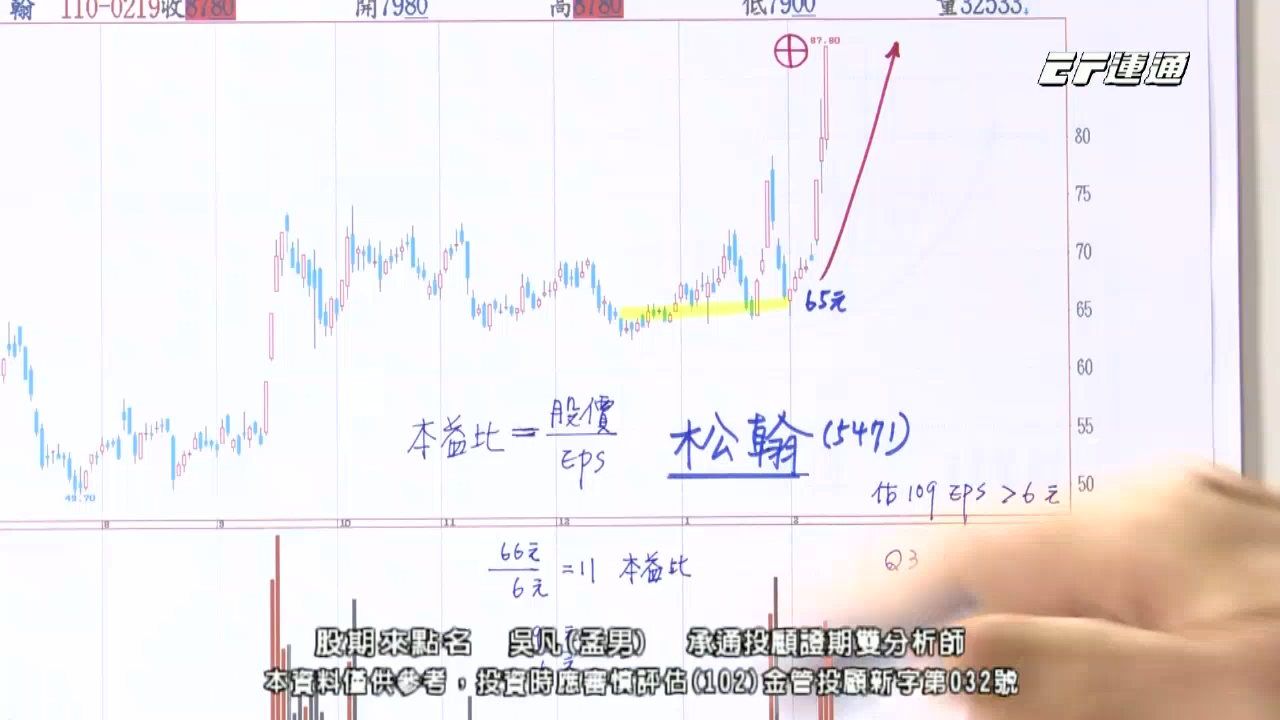 翰 110-0219收8780 開7980 高8780 低7900 量32533
87.80
EF運通
80
75
70
65
65元
60
55
50
49.70
本益比=股價/EPS
松翰(5471)
估109 EPS>6元
8 9 10 11 12 1 2
66元/6元=11 本益比
Q3
股期來點名 吳凡(孟男) 承通投顧證期雙分析師
本資料僅供參考，投資時應審慎評估(102)金管投顧新字第032號